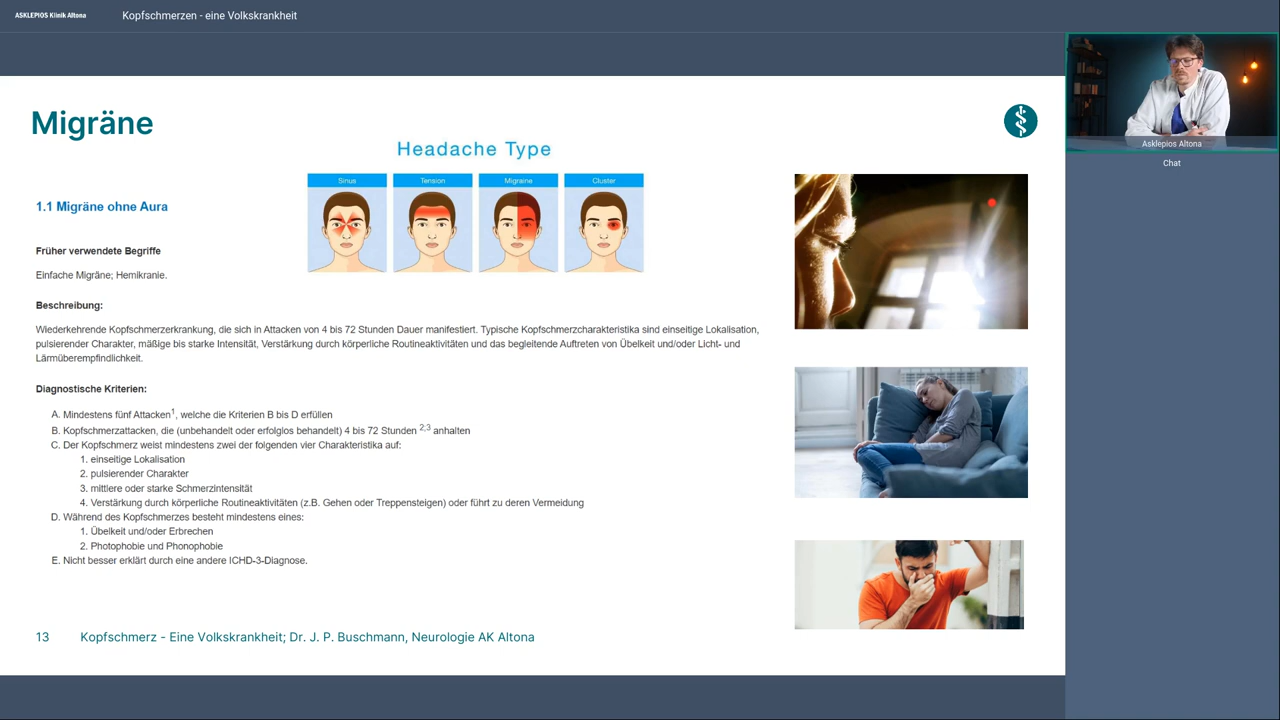 ASKLEPIOS Klinik Altona
Kopfschmerzen - eine Volkskrankheit
Migräne
Headache Type
Sinus
Tension
Migraine
Cluster
1.1 Migräne ohne Aura
Früher verwendete Begriffe
Einfache Migräne; Hemikranie.
Beschreibung:
Wiederkehrende Kopfschmerzerkrankung, die sich in Attacken von 4 bis 72 Stunden Dauer manifestiert. Typische Kopfschmerzcharakteristika sind einseitige Lokalisation,
pulsierender Charakter, mäßige bis starke Intensität, Verstärkung durch körperliche Routineaktivitäten und das begleitende Auftreten von Übelkeit und/oder Licht- und
Lärmüberempfindlichkeit.
Diagnostische Kriterien:
A. Mindestens fünf Attacken1, welche die Kriterien B bis D erfüllen
B. Kopfschmerzattacken, die (unbehandelt oder erfolglos behandelt) 4 bis 72 Stunden 2,3 anhalten
C. Der Kopfschmerz weist mindestens zwei der folgenden vier Charakteristika auf:
1. einseitige Lokalisation
2. pulsierender Charakter
3. mittlere oder starke Schmerzintensität
4. Verstärkung durch körperliche Routineaktivitäten (z.B. Gehen oder Treppensteigen) oder führt zu deren Vermeidung
D. Während des Kopfschmerzes besteht mindestens eines:
1. Übelkeit und/oder Erbrechen
2. Photophobie und Phonophobie
E. Nicht besser erklärt durch eine andere ICHD-3-Diagnose.
13 Kopfschmerz - Eine Volkskrankheit; Dr. J. P. Buschmann, Neurologie AK Altona
Asklepios Altona
Chat